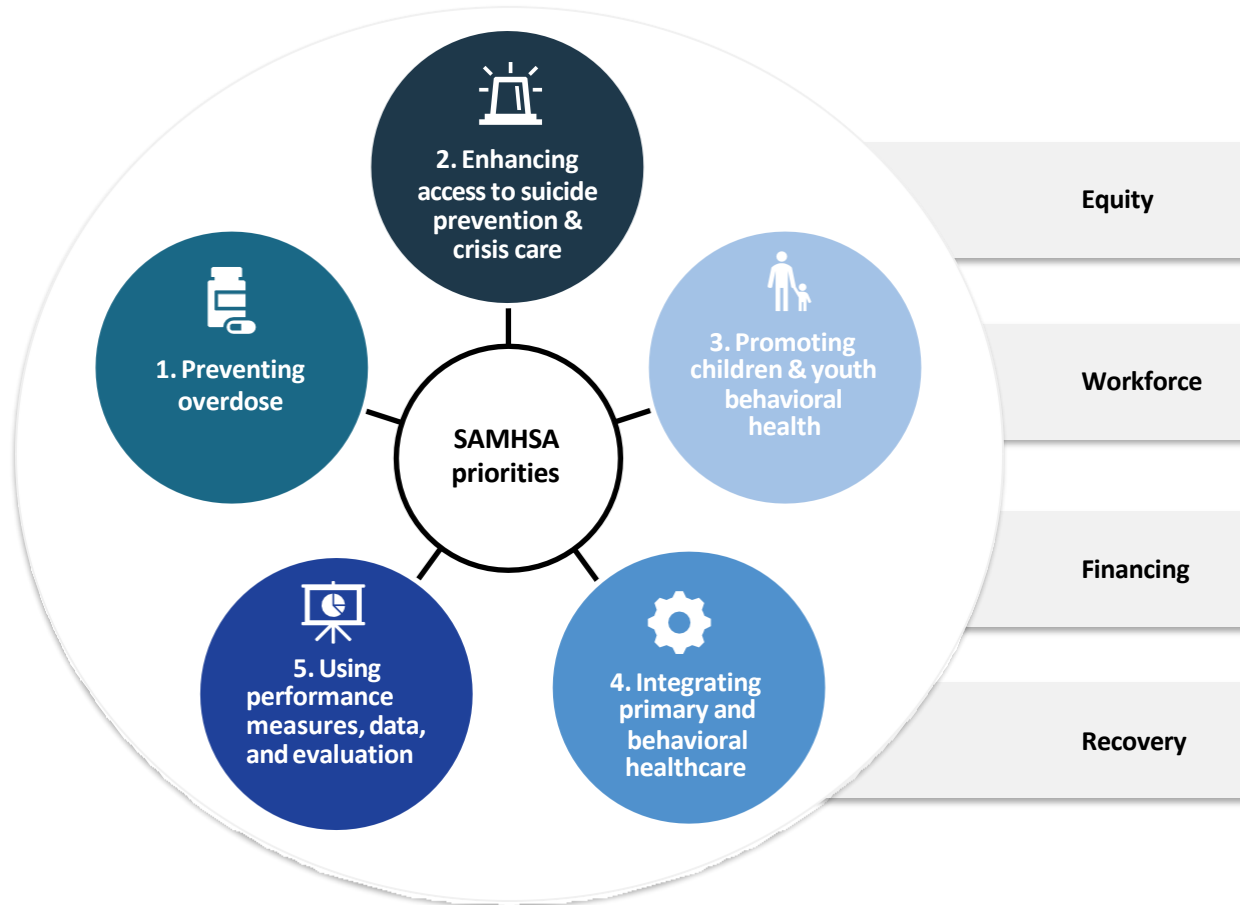 2. Enhancing
access to suicide
prevention &
crisis care
1. Preventing
overdose
3. Promoting
children & youth
behavioral
health
SAMHSA
priorities
5. Using
performance
measures, data,
and evaluation
4. Integrating
primary and
behavioral
healthcare
Equity
Workforce
Financing
Recovery